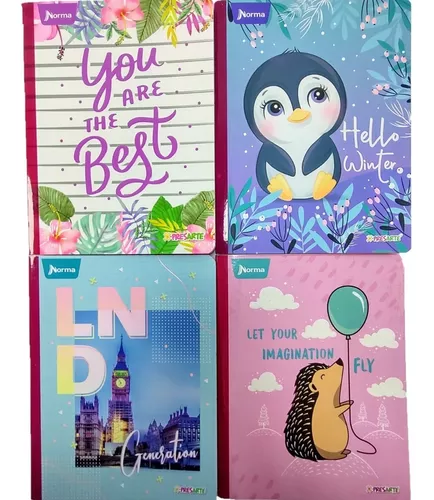 Norma
You
ARE
THE
Best
PRESARTE
Norma
Hello
Winter
PRESARTE
Norma
LN
D
Generation
PRESARTE
Norma
LET YOUR
IMAGINATION
FLY
PRESARTE